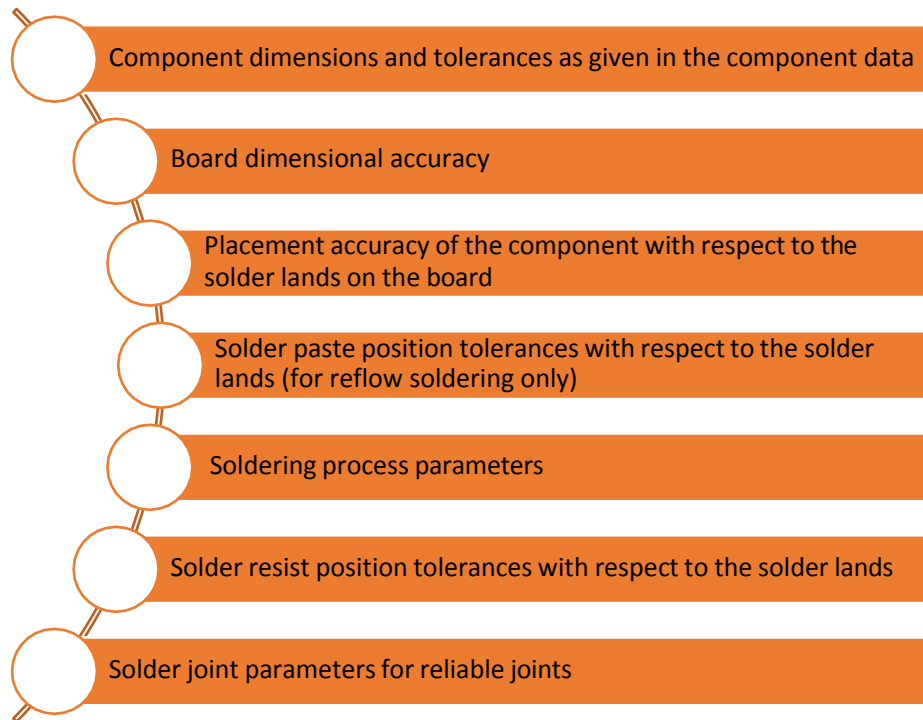 Component dimensions and tolerances as given in the component data
Board dimensional accuracy
Placement accuracy of the component with respect to the
solder lands on the board
Solder paste position tolerances with respect to the solder
lands (for reflow soldering only)
Soldering process parameters
Solder resist position tolerances with respect to the solder lands
Solder joint parameters for reliable joints